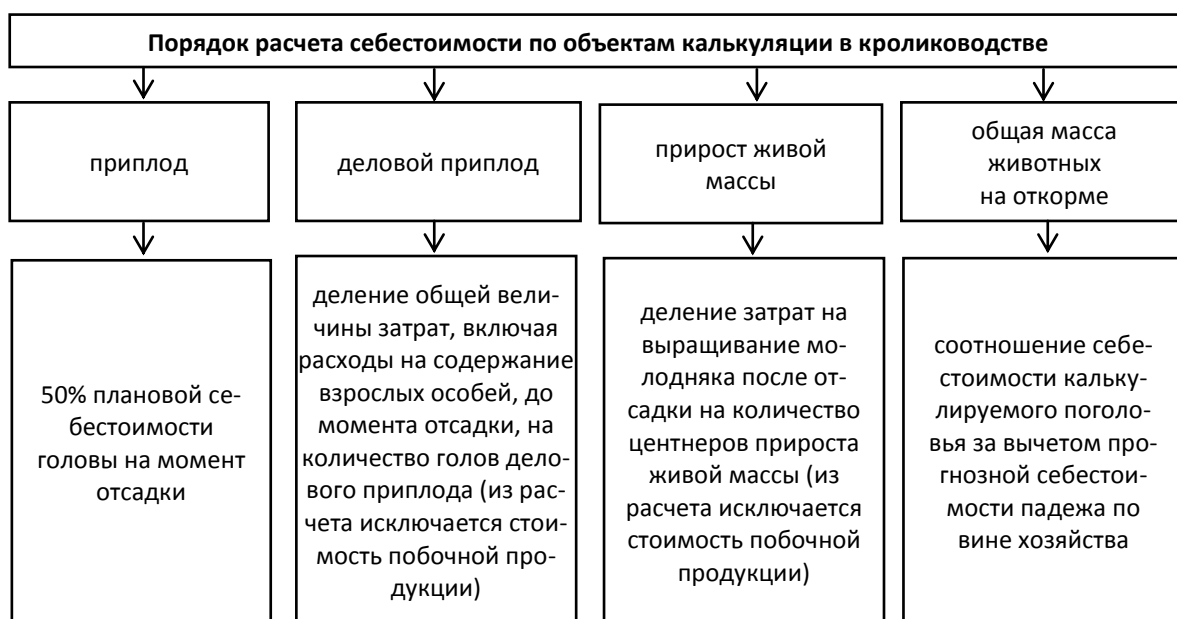 Порядок расчета себестоимости по объектам калькуляции в кролиководстве
приплод
деловой приплод
прирост живой
массы
общая масса
животных
на откорме
50% плановой се-
бестоимости
головы на момент
отсадки
деление общей вели-
чины затрат, включая
расходы на содержание
взрослых особей, до
момента отсадки, на
количество голов дело-
вого приплода (из рас-
чета исключается стои-
мость побочной про-
дукции)
деление затрат на
выращивание мо-
лодняка после от-
садки на количество
центнеров прироста
живой массы (из
расчета исключается
стоимость побочной
продукции)
соотношение себе-
стоимости кальку-
лируемого поголо-
вья за вычетом про-
гнозной себестои-
мости падежа по
вине хозяйства